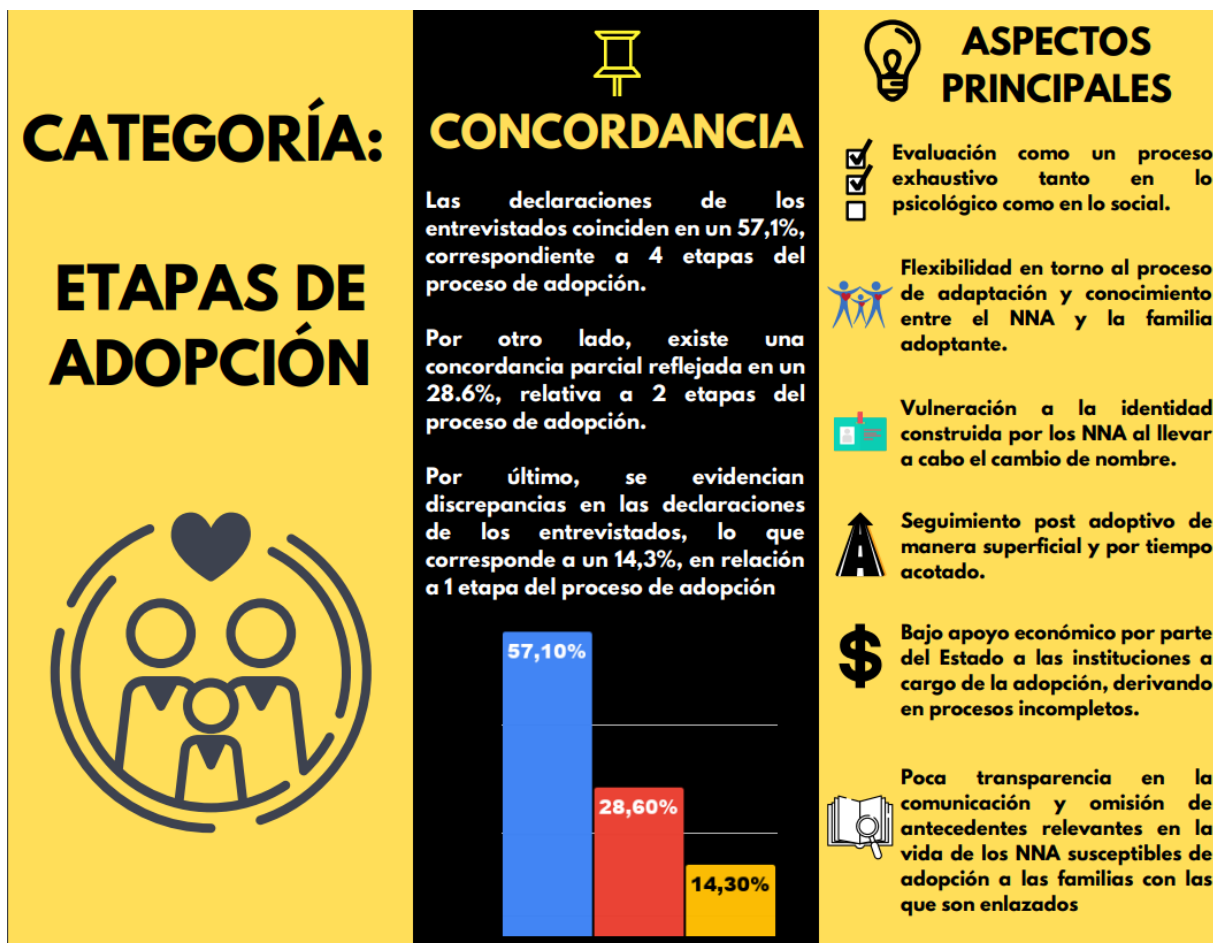 CATEGORÍA:
ETAPAS DE
ADOPCIÓN
CONCORDANCIA
Las declaraciones de los
entrevistados coinciden en un 57,1%,
correspondiente a 4 etapas del
proceso de adopción.
Por otro lado, existe una
concordancia parcial reflejada en un
28.6%, relativa a 2 etapas del
proceso de adopción.
Por último, se evidencian
discrepancias en las declaraciones
de los entrevistados, lo que
corresponde a un 14,3%, en relación
a 1 etapa del proceso de adopción
57,10%
28,60%
14,30%
ASPECTOS
PRINCIPALES
Evaluación como un proceso
exhaustivo tanto en lo
psicológico como en lo social.
Flexibilidad en torno al proceso
de adaptación y conocimiento
entre el NNA y la familia
adoptante.
Vulneración a la identidad
construida por los NNA al llevar
a cabo el cambio de nombre.
Seguimiento post adoptivo de
manera superficial y por tiempo
acotado.
Bajo apoyo económico por parte
del Estado a las instituciones a
cargo de la adopción, derivando
en procesos incompletos.
Poca transparencia en la
comunicación y omisión de
antecedentes relevantes en la
vida de los NNA susceptibles de
adopción a las familias con las
que son enlazados